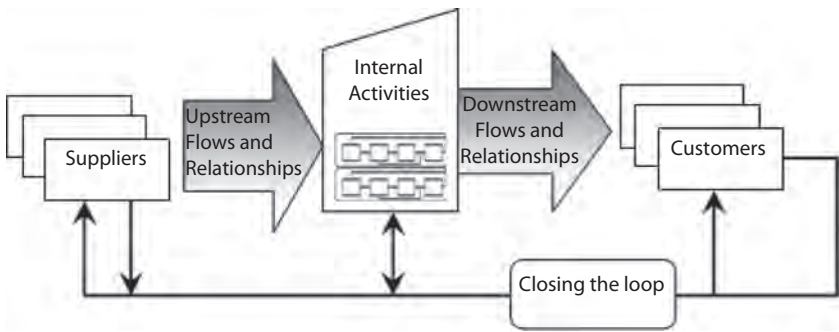 Suppliers
Upstream
Flows and
Relationships
Internal
Activities
Downstream
Flows and
Relationships
Customers
Closing the loop